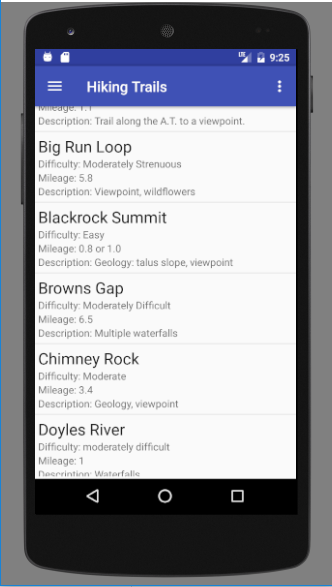 LTE 9:25
Hiking Trails
Mileage: 1.1
Description: Trail along the A.T. to a viewpoint.
Big Run Loop
Difficulty: Moderately Strenuous
Mileage: 5.8
Description: Viewpoint, wildflowers
Blackrock Summit
Difficulty: Easy
Mileage: 0.8 or 1.0
Description: Geology: talus slope, viewpoint
Browns Gap
Difficulty: Moderately Difficult
Mileage: 6.5
Description: Multiple waterfalls
Chimney Rock
Difficulty: Moderate
Mileage: 3.4
Description: Geology, viewpoint
Doyles River
Difficulty: moderately difficult
Mileage: 1
Description: Waterfalls